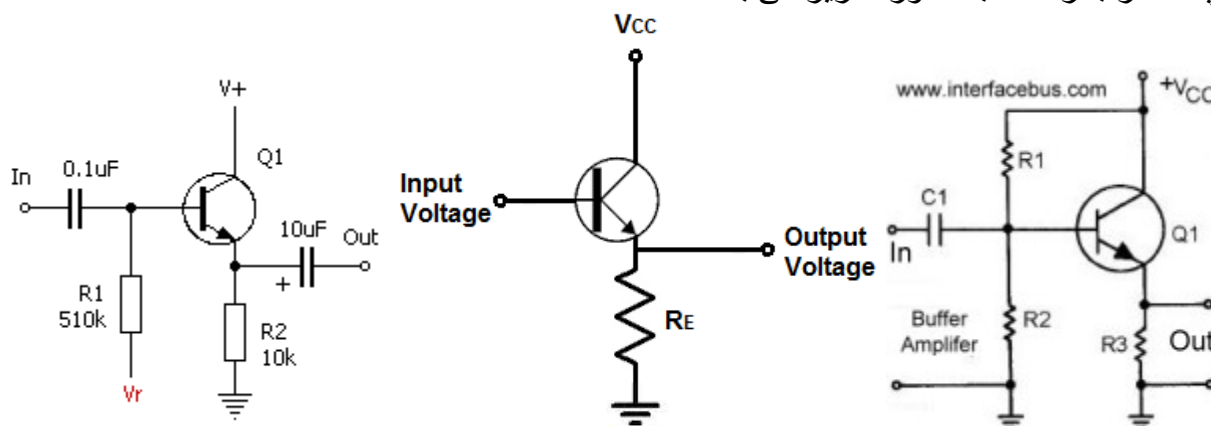 V+
Q1
In
0.1uF
10uF
Out
+
R1
510k
R2
10k
Vr
Vcc
Input
Voltage
Output
Voltage
RE
www.interfacebus.com
+VCC
R1
C1
In
Q1
Buffer
Amplifer
R2
R3
Out